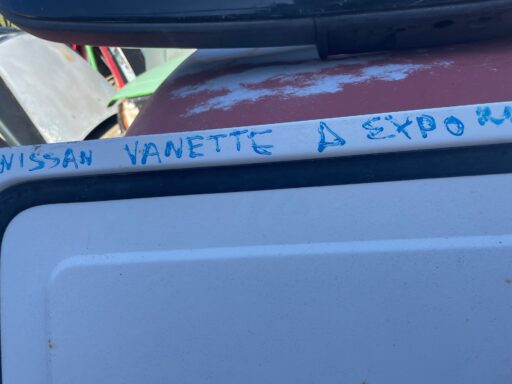 NISSAN VANETTE Δ EXPO